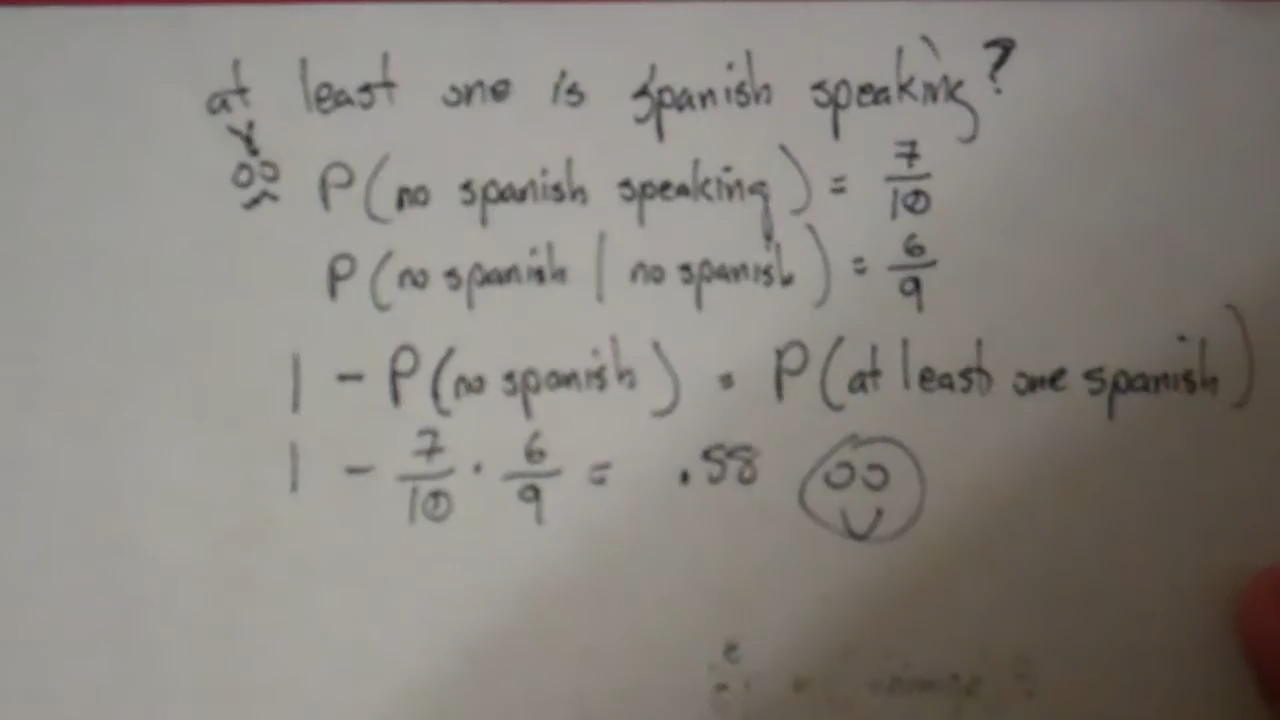 at least one is spanish speaking?
P(no spanish speaking) = 7/10
P(no spanish | no spanish) = 6/9
1 - P(no spanish) = P(at least one spanish)
1 - 7/10 · 6/9 = .53